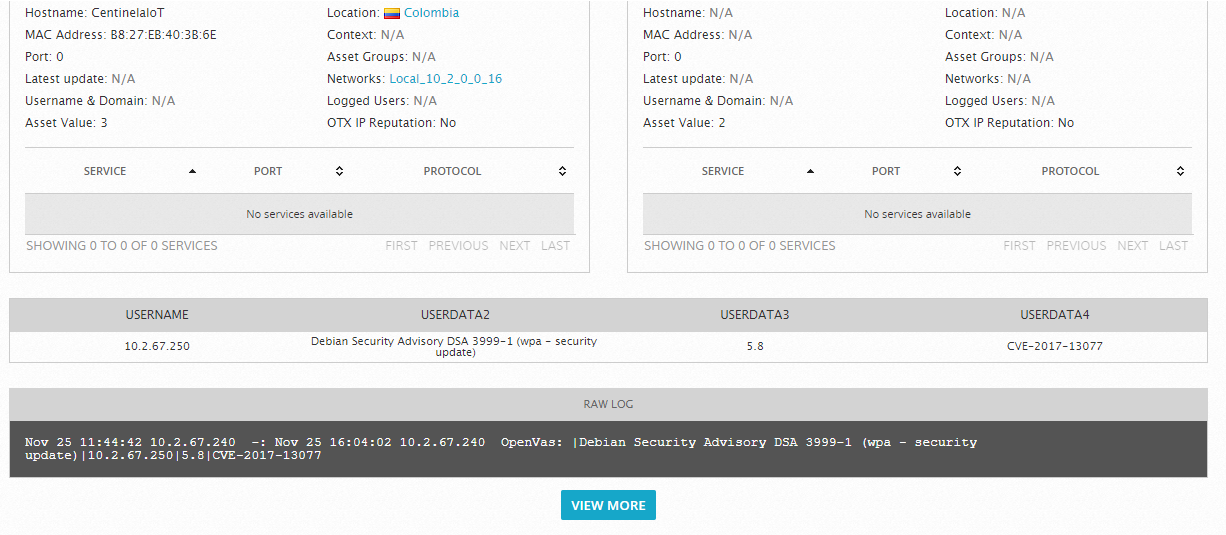 Hostname: CentinelaIoT
MAC Address: B8:27:EB:40:3B:6E
Port: 0
Latest update: N/A
Username & Domain: N/A
Asset Value: 3
Location: Colombia
Context: N/A
Asset Groups: N/A
Networks: Local_10_2_0_0_16
Logged Users: N/A
OTX IP Reputation: No
SERVICE PORT PROTOCOL
No services available
SHOWING 0 TO 0 OF 0 SERVICES FIRST PREVIOUS NEXT LAST
Hostname: N/A
MAC Address: N/A
Port: 0
Latest update: N/A
Username & Domain: N/A
Asset Value: 2
Location: N/A
Context: N/A
Asset Groups: N/A
Networks: N/A
Logged Users: N/A
OTX IP Reputation: No
SERVICE PORT PROTOCOL
No services available
SHOWING 0 TO 0 OF 0 SERVICES FIRST PREVIOUS NEXT LAST
USERNAME USERDATA2 USERDATA3 USERDATA4
10.2.67.250 Debian Security Advisory DSA 3999-1 (wpa - security
update) 5.8 CVE-2017-13077
RAW LOG
Nov 25 11:44:42 10.2.67.240 -: Nov 25 16:04:02 10.2.67.240 OpenVas: |Debian Security Advisory DSA 3999-1 (wpa - security
update)|10.2.67.250|5.8|CVE-2017-13077
VIEW MORE